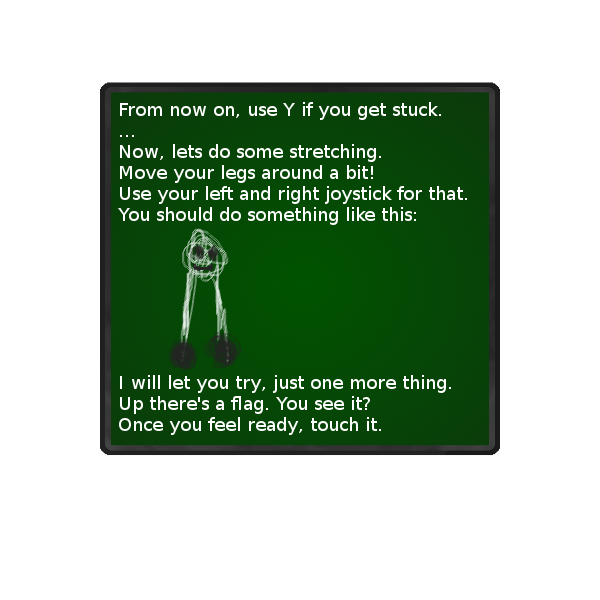 From now on, use Y if you get stuck.
...
Now, lets do some stretching.
Move your legs around a bit!
Use your left and right joystick for that.
You should do something like this:
I will let you try, just one more thing.
Up there's a flag. You see it?
Once you feel ready, touch it.